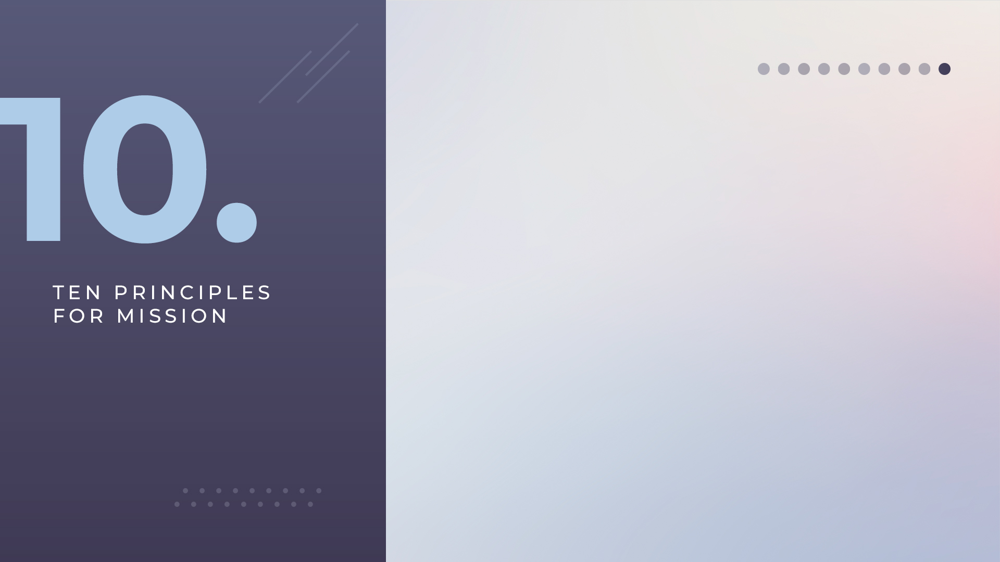 10.
TEN PRINCIPLES
FOR MISSION